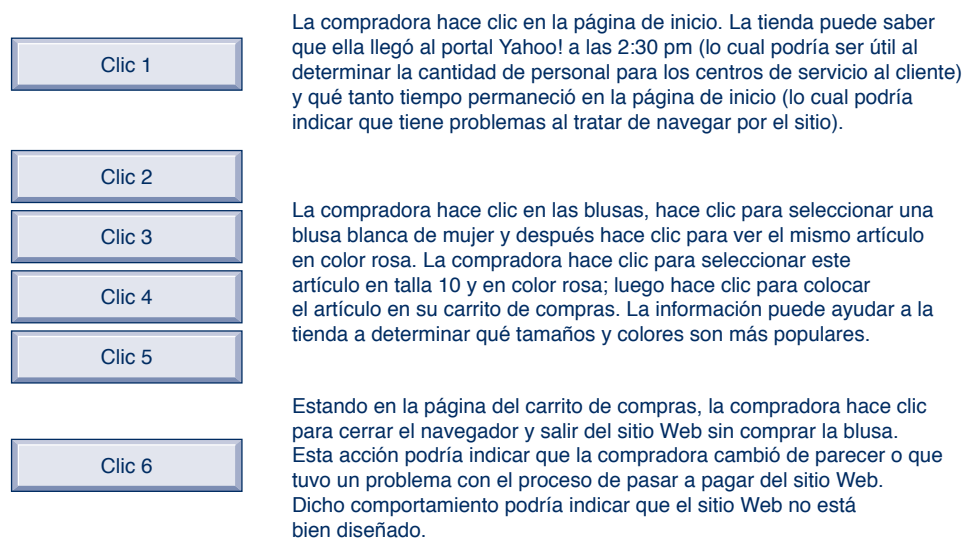 Clic 1
La compradora hace clic en la página de inicio. La tienda puede saber
que ella llegó al portal Yahoo! a las 2:30 pm (lo cual podría ser útil al
determinar la cantidad de personal para los centros de servicio al cliente)
y qué tanto tiempo permaneció en la página de inicio (lo cual podría
indicar que tiene problemas al tratar de navegar por el sitio).
Clic 2
Clic 3
Clic 4
Clic 5
La compradora hace clic en las blusas, hace clic para seleccionar una
blusa blanca de mujer y después hace clic para ver el mismo artículo
en color rosa. La compradora hace clic para seleccionar este
artículo en talla 10 y en color rosa; luego hace clic para colocar
el artículo en su carrito de compras. La información puede ayudar a la
tienda a determinar qué tamaños y colores son más populares.
Clic 6
Estando en la página del carrito de compras, la compradora hace clic
para cerrar el navegador y salir del sitio Web sin comprar la blusa.
Esta acción podría indicar que la compradora cambió de parecer o que
tuvo un problema con el proceso de pasar a pagar del sitio Web.
Dicho comportamiento podría indicar que el sitio Web no está
bien diseñado.